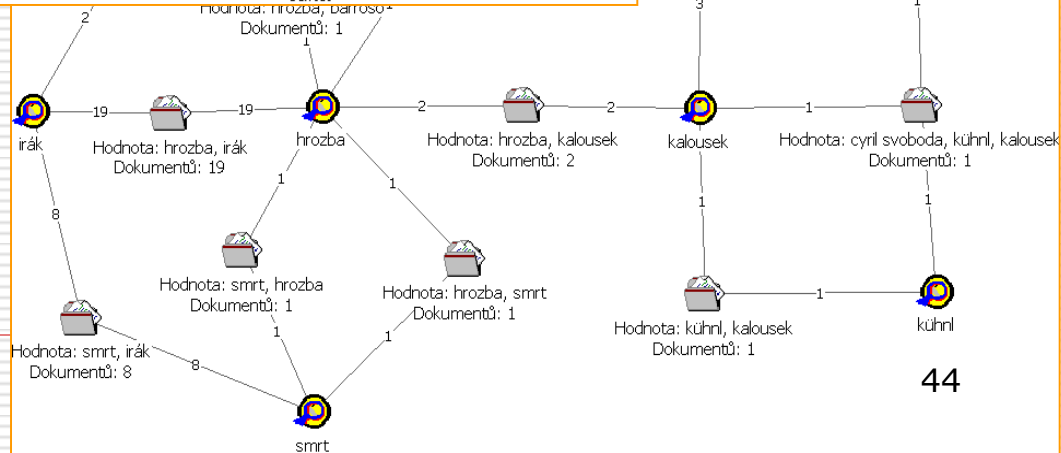 2
3
1
Hodnota: hrozba, barroso
1
Dokumentů: 1
1
19
19
2
2
1
irák
Hodnota: hrozba, irák
Dokumentů: 19
hrozba
Hodnota: hrozba, kalousek
Dokumentů: 2
kalousek
Hodnota: cyril svoboda, kühnl, kalousek
Dokumentů: 1
1
1
8
1
1
Hodnota: smrt, hrozba
Dokumentů: 1
Hodnota: hrozba, smrt
Dokumentů: 1
1
Hodnota: kühnl, kalousek
Dokumentů: 1
kühnl
Hodnota: smrt, irák
Dokumentů: 8
1
1
8
44
smrt